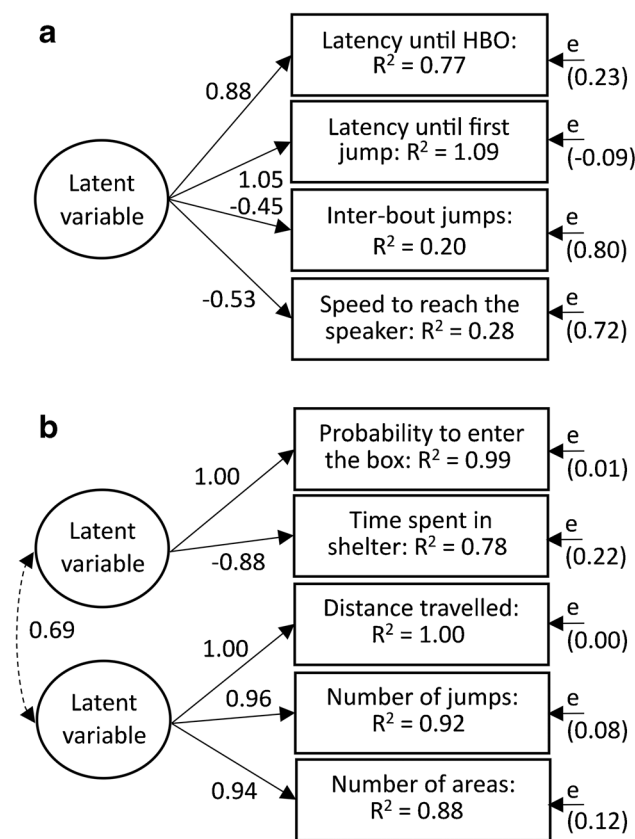 a
Latent
variable
0.88
1.05
-0.45
-0.53
Latency until HBO:
R² = 0.77
e
(0.23)
Latency until first
jump: R² = 1.09
e
(-0.09)
Inter-bout jumps:
R² = 0.20
e
(0.80)
Speed to reach the
speaker: R² = 0.28
e
(0.72)
b
Latent
variable
1.00
-0.88
0.69
Latent
variable
1.00
0.96
0.94
Probability to enter
the box: R² = 0.99
e
(0.01)
Time spent in
shelter: R² = 0.78
e
(0.22)
Distance travelled:
R² = 1.00
e
(0.00)
Number of jumps:
R² = 0.92
e
(0.08)
Number of areas:
R² = 0.88
e
(0.12)